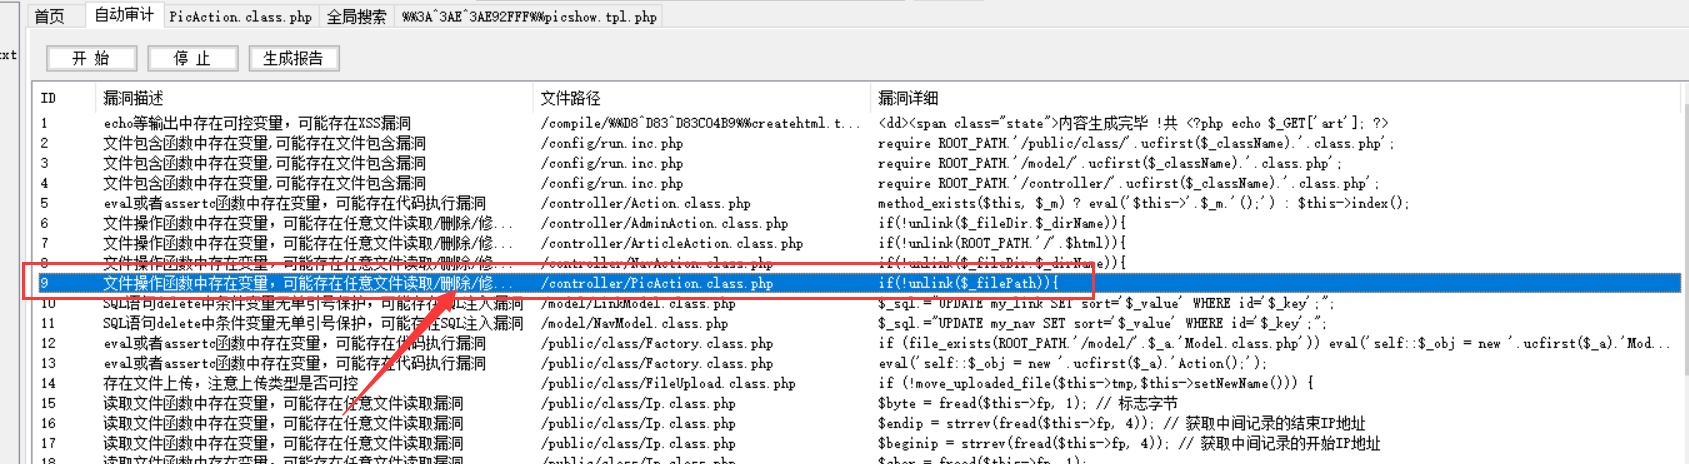 首页 自动审计 PicAction.class.php 全局搜索 %%3A^3AE^3AE92FFF%%picshow.tpl.php
xt
开 始 停 止 生成报告
ID 漏洞描述 文件路径 漏洞详细
1 echo等输出中存在可控变量，可能存在XSS漏洞 /compile/%%D8^D83^D83C04B9%%createhtml.t... <dd><span class="state">内容生成完毕 !共 <?php echo $_GET['art']; ?>
2 文件包含函数中存在变量,可能存在文件包含漏洞 /config/run.inc.php require ROOT_PATH.'/public/class/'.ucfirst($_className).'.class.php';
3 文件包含函数中存在变量,可能存在文件包含漏洞 /config/run.inc.php require ROOT_PATH.'/model/'.ucfirst($_className).'.class.php';
4 文件包含函数中存在变量,可能存在文件包含漏洞 /config/run.inc.php require ROOT_PATH.'/controller/'.ucfirst($_className).'.class.php';
5 eval或者assertc函数中存在变量，可能存在代码执行漏洞 /controller/Action.class.php method_exists($this, $_m) ? eval('$this->'.$_m.'();') : $this->index();
6 文件操作函数中存在变量，可能存在任意文件读取/删除/修... /controller/AdminAction.class.php if(!unlink($_fileDir.$_dirName)){
7 文件操作函数中存在变量，可能存在任意文件读取/删除/修... /controller/ArticleAction.class.php if(!unlink(ROOT_PATH.'/'.$html)){
8 文件操作函数中存在变量，可能存在任意文件读取/删除/修... /controller/NavAction.class.php if(!unlink($_fileDir.$_dirName)){
9 文件操作函数中存在变量，可能存在任意文件读取/删除/修... /controller/PicAction.class.php if(!unlink($_filePath)){
10 SQL语句delete中条件变量无单引号保护，可能存在SQL注入漏洞 /model/LinkModel.class.php $_sql.="UPDATE my_link SET sort='$_value' WHERE id='$_key';";
11 SQL语句delete中条件变量无单引号保护，可能存在SQL注入漏洞 /model/NavModel.class.php $_sql.="UPDATE my_nav SET sort='$_value' WHERE id='$_key';";
12 eval或者assertc函数中存在变量，可能存在代码执行漏洞 /public/class/Factory.class.php if (file_exists(ROOT_PATH.'/model/'.$_a.'Model.class.php')) eval('self::$_obj = new '.ucfirst($_a).'Mod...
13 eval或者assertc函数中存在变量，可能存在代码执行漏洞 /public/class/Factory.class.php eval('self::$_obj = new '.ucfirst($_a).'Action();');
14 存在文件上传，注意上传类型是否可控 /public/class/FileUpload.class.php if (!move_uploaded_file($this->tmp,$this->setNewName())) {
15 读取文件函数中存在变量，可能存在任意文件读取漏洞 /public/class/Ip.class.php $byte = fread($this->fp, 1); // 标志字节
16 读取文件函数中存在变量，可能存在任意文件读取漏洞 /public/class/Ip.class.php $endip = strrev(fread($this->fp, 4)); // 获取中间记录的结束IP地址
17 读取文件函数中存在变量，可能存在任意文件读取漏洞 /public/class/Ip.class.php $beginip = strrev(fread($this->fp, 4)); // 获取中间记录的开始IP地址
18 读取文件函数中存在变量，可能存在任意文件读取漏洞 /public/class/Ip.class.php $char = fread($this->fp, 1);